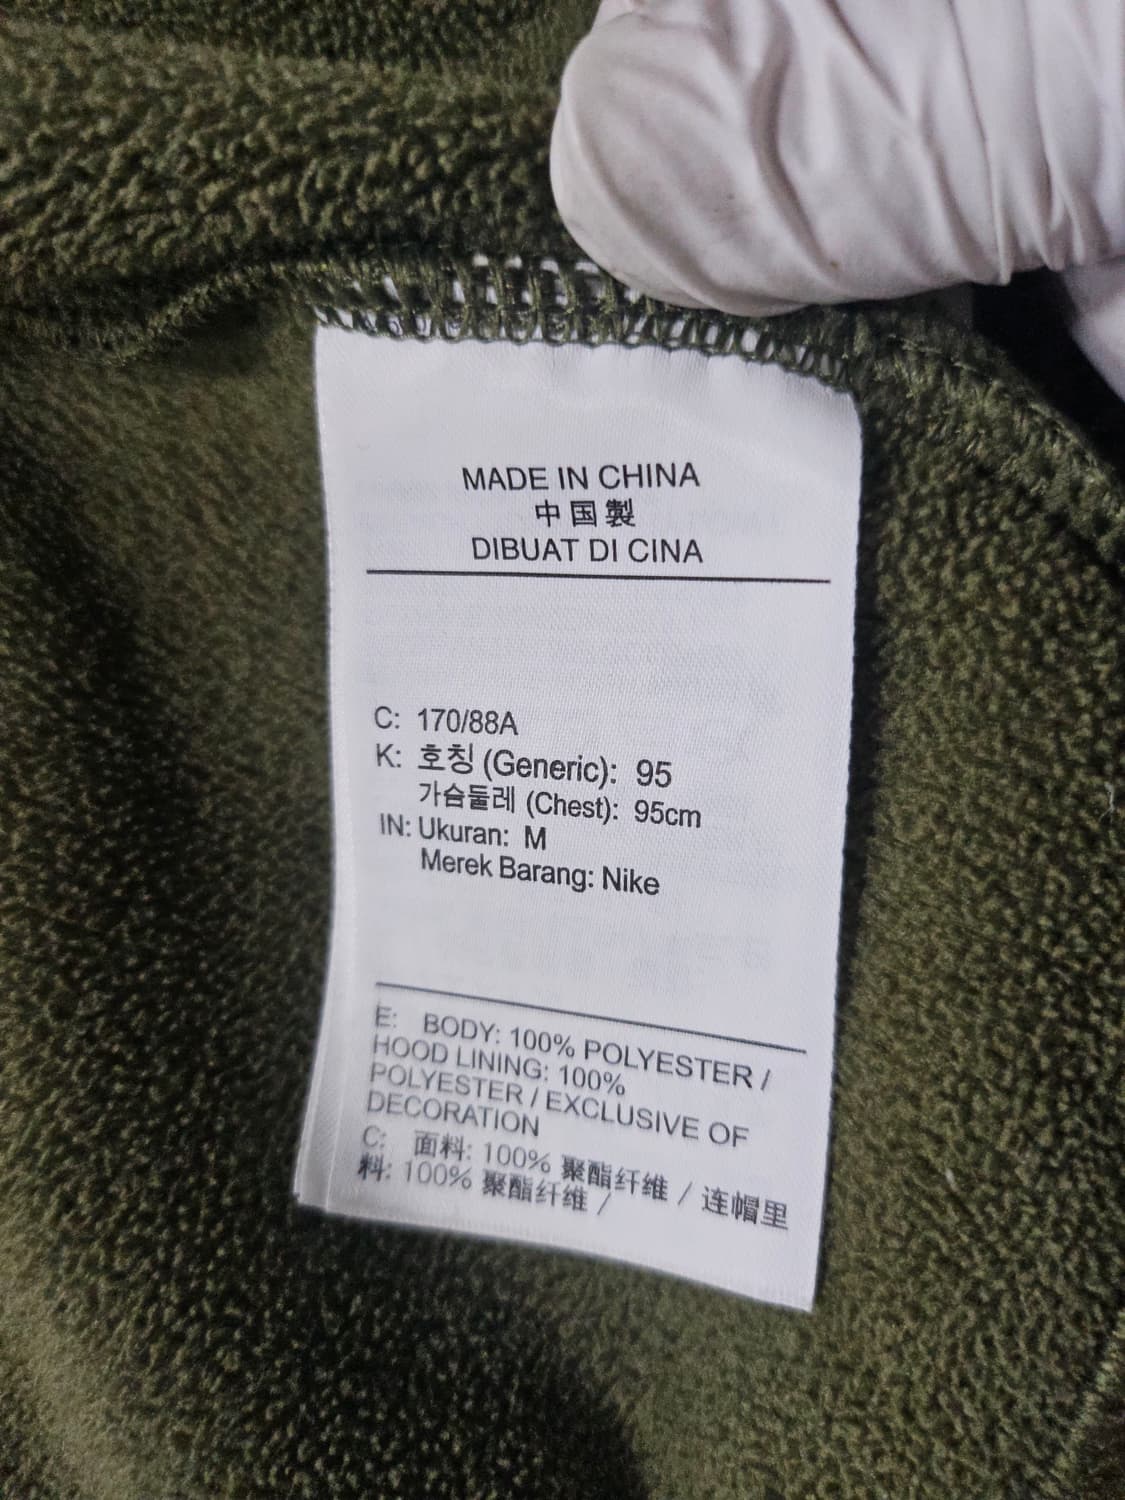 MADE IN CHINA
中国製
DIBUAT DI CINA
C: 170/88A
K: 호칭 (Generic): 95
가슴둘레 (Chest): 95cm
IN: Ukuran: M
Merek Barang: Nike
E: BODY: 100% POLYESTER /
HOOD LINING: 100%
POLYESTER / EXCLUSIVE OF
DECORATION
C: 面料: 100% 聚酯纤维 / 连帽里
料: 100% 聚酯纤维 /